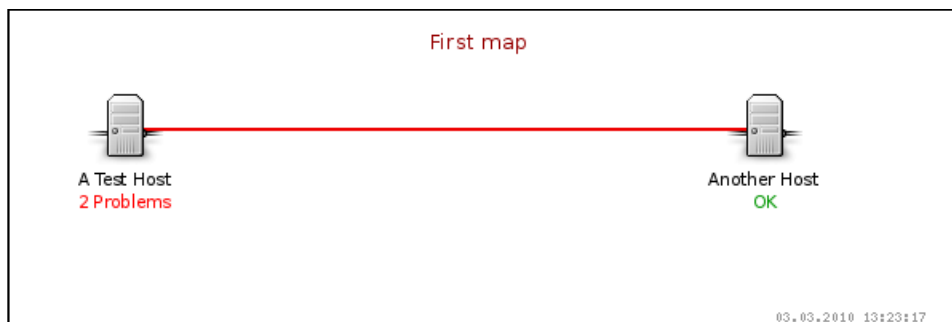 First map
A Test Host
2 Problems
Another Host
OK
03.03.2010 13:23:17